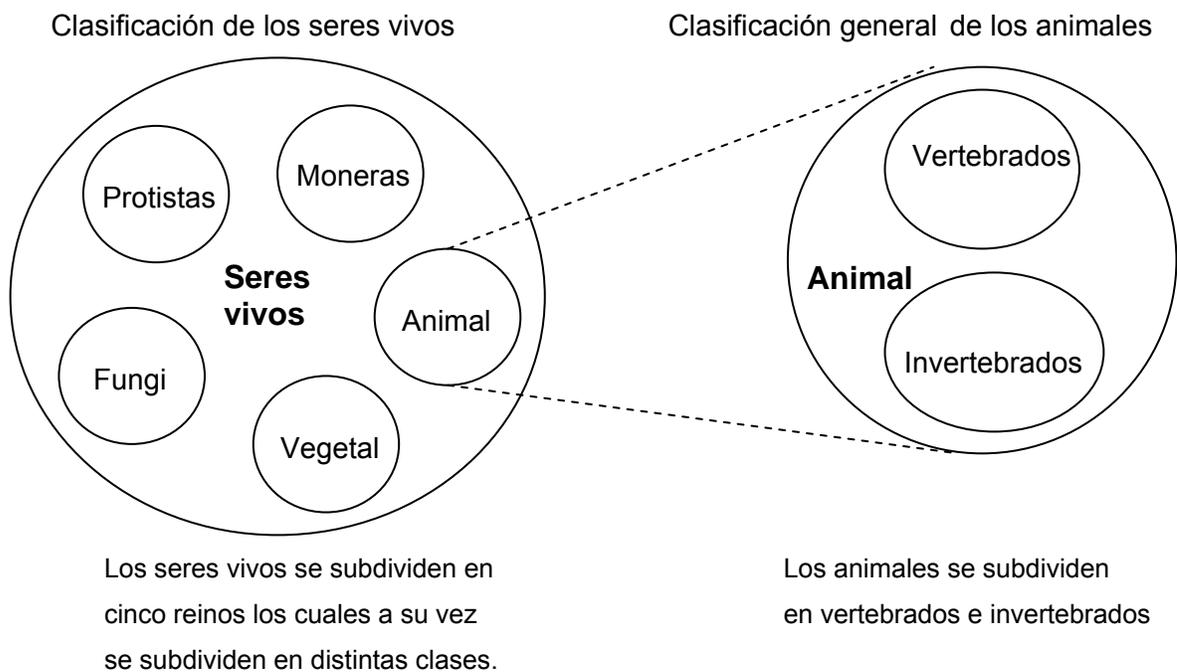 Clasificación de los seres vivos
Clasificación general de los animales
Protistas
Moneras
Seres
vivos
Animal
Fungi
Vegetal
Vertebrados
Animal
Invertebrados
Los seres vivos se subdividen en
cinco reinos los cuales a su vez
se subdividen en distintas clases.
Los animales se subdividen
en vertebrados e invertebrados